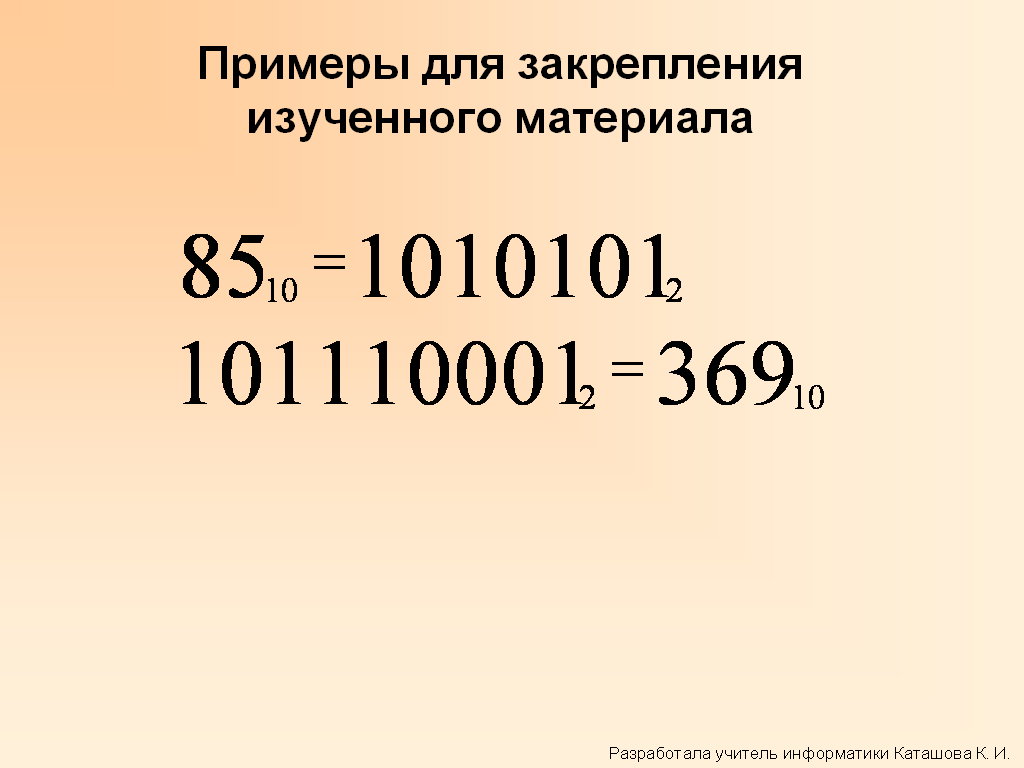 Примеры для закрепления
изученного материала
85₁₀ = 1010101₂
101110001₂ = 369₁₀
Разработала учитель информатики Каташова К. И.